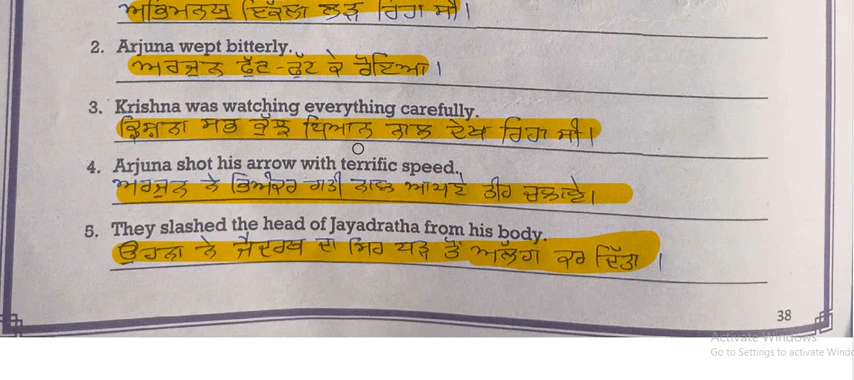 ਅਭਿਮਨਯੂ ਇਕੱਲਾ ਲੜ ਰਿਹਾ ਸੀ।
2. Arjuna wept bitterly.
ਅਰਜੁਨ ਫੁੱਟ-ਫੁੱਟ ਕੇ ਰੋਇਆ।
3. Krishna was watching everything carefully.
ਕ੍ਰਿਸ਼ਨਾ ਸਭ ਕੁੱਝ ਧਿਆਨ ਨਾਲ ਦੇਖ ਰਿਹਾ ਸੀ।
4. Arjuna shot his arrow with terrific speed.
ਅਰਜੁਨ ਨੇ ਭਿਅੰਕਰ ਗਤੀ ਨਾਲ ਆਪਣੇ ਤੀਰ ਚਲਾਏ।
5. They slashed the head of Jayadratha from his body.
ਉਹਨਾ ਨੇ ਜੈਦਰਥ ਦਾ ਸਿਰ ਧੜ ਤੋਂ ਅਲੱਗ ਕਰ ਦਿੱਤਾ।
38
Activate Windows
Go to Settings to activate Windo